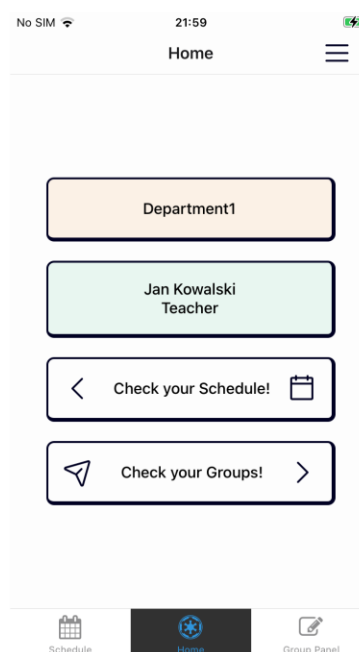 No SIM 21:59
Home
Department1
Jan Kowalski
Teacher
Check your Schedule!
Check your Groups!
Schedule Home Group Panel